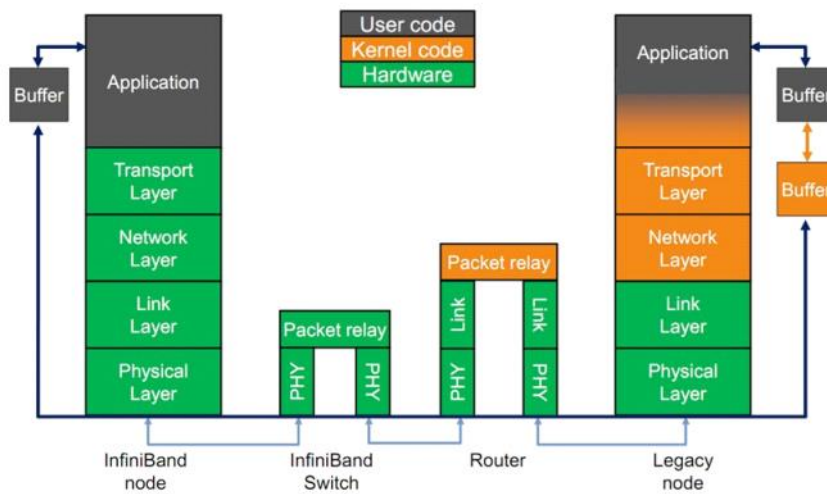 User code
Kernel code
Hardware
Application
Buffer
Transport
Layer
Network
Layer
Link
Layer
Physical
Layer
Packet relay
PHY
PHY
Packet relay
Link
Link
PHY
PHY
Application
Buffer
Transport
Layer
Buffer
Network
Layer
Link
Layer
Physical
Layer
InfiniBand
node
InfiniBand
Switch
Router
Legacy
node